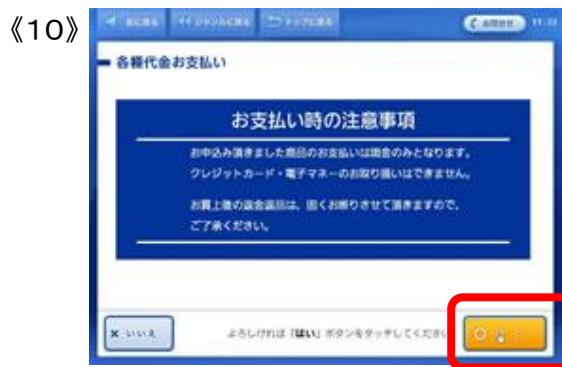 《10》
各種代金お支払い
お支払い時の注意事項
お申込み頂きました商品のお支払いは現金のみとなります。
クレジットカード・電子マネーのお取り扱いはできません。
お買上後の返金返品は、固くお断りさせて頂きますので、
ご了承ください。
× いいえ
よろしければ「はい」ボタンをタッチしてください